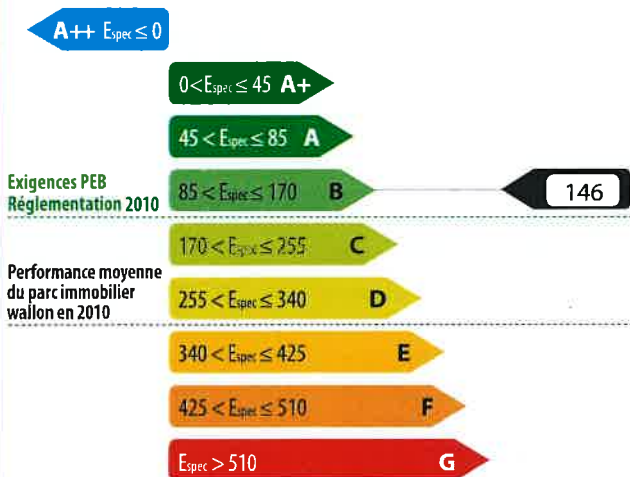 A++ Espec ≤ 0
0 < Espec ≤ 45 A+
45 < Espec ≤ 85 A
Exigences PEB
Réglementation 2010
85 < Espec ≤ 170 B
146
170 < Espec ≤ 255 C
Performance moyenne
du parc immobilier
wallon en 2010
255 < Espec ≤ 340 D
340 < Espec ≤ 425 E
425 < Espec ≤ 510 F
Espec > 510 G